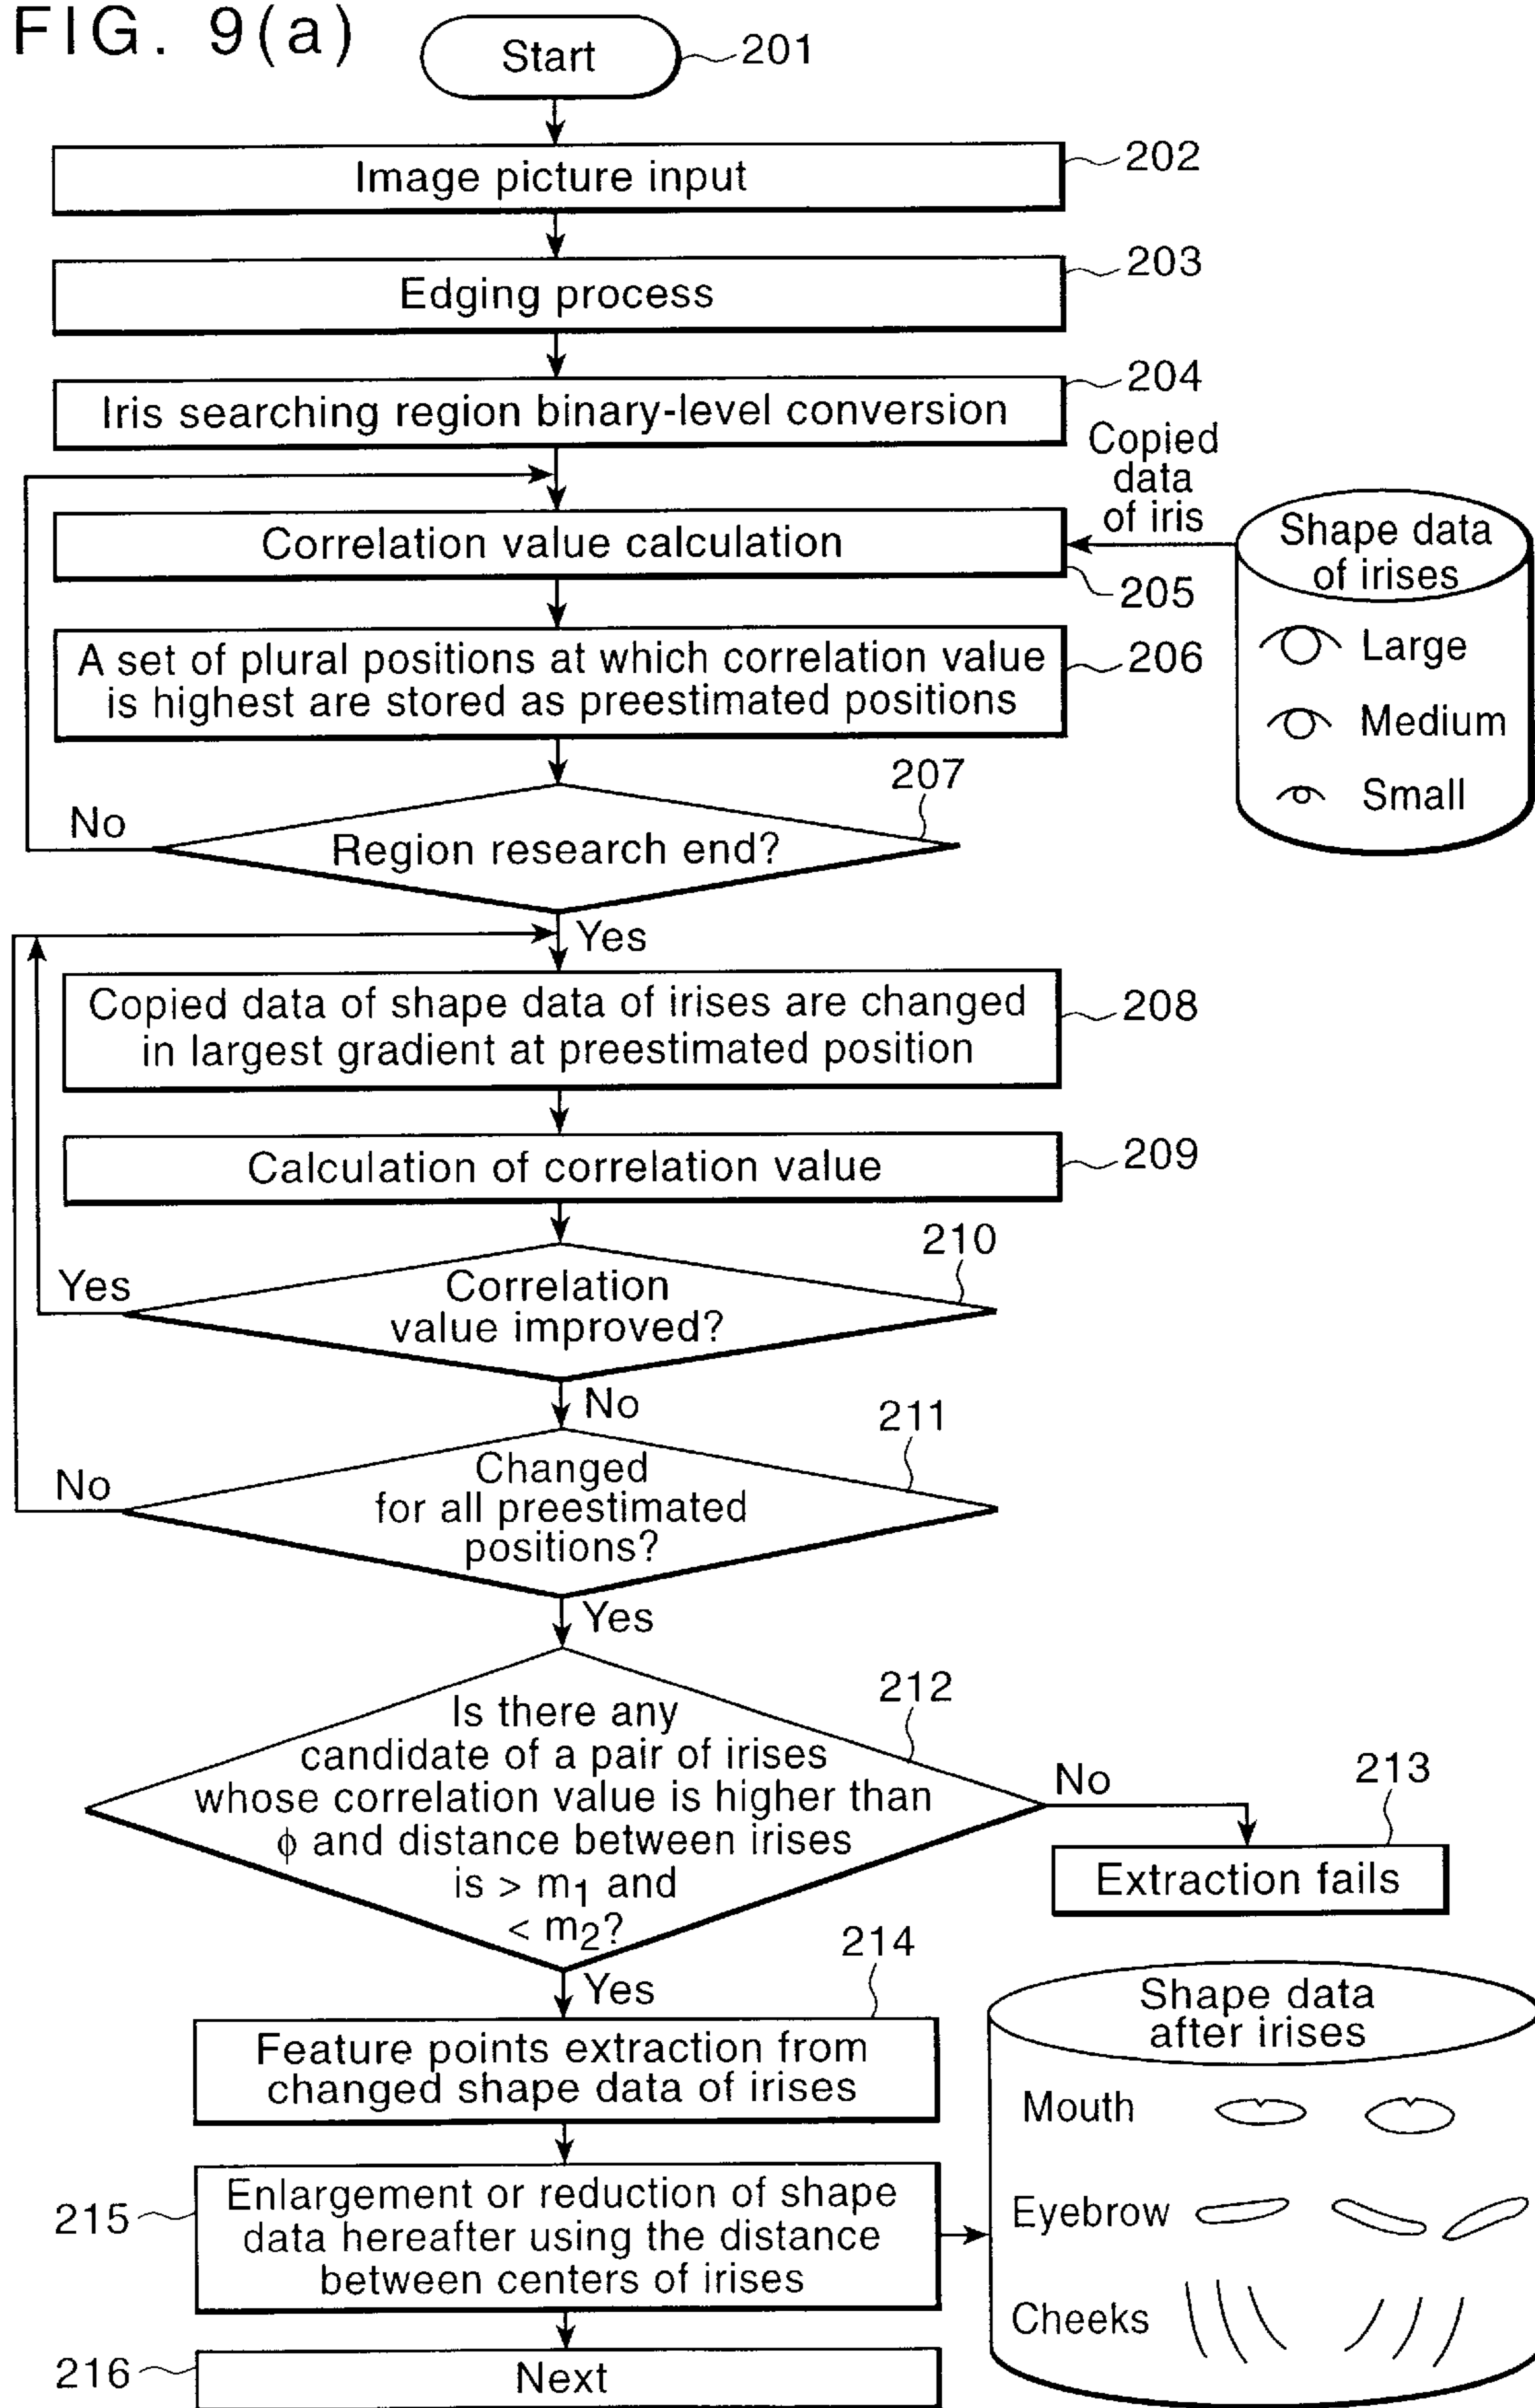 FIG. 9(a)
Start
201
Image picture input
202
Edging process
203
Iris searching region binary-level conversion
204
Copied
data
of iris
Correlation value calculation
205
Shape data
of irises
Large
Medium
Small
A set of plural positions at which correlation value
is highest are stored as preestimated positions
206
207
No
Region research end?
Yes
Copied data of shape data of irises are changed
in largest gradient at preestimated position
208
Calculation of correlation value
209
210
Yes
Correlation
value improved?
No
211
No
Changed
for all preestimated
positions?
Yes
212
Is there any
candidate of a pair of irises
whose correlation value is higher than
ϕ and distance between irises
is > m₁ and
< m₂?
No
213
Extraction fails
Yes
214
Feature points extraction from
changed shape data of irises
215
Enlargement or reduction of shape
data hereafter using the distance
between centers of irises
Shape data
after irises
Mouth
Eyebrow
Cheeks
216
Next